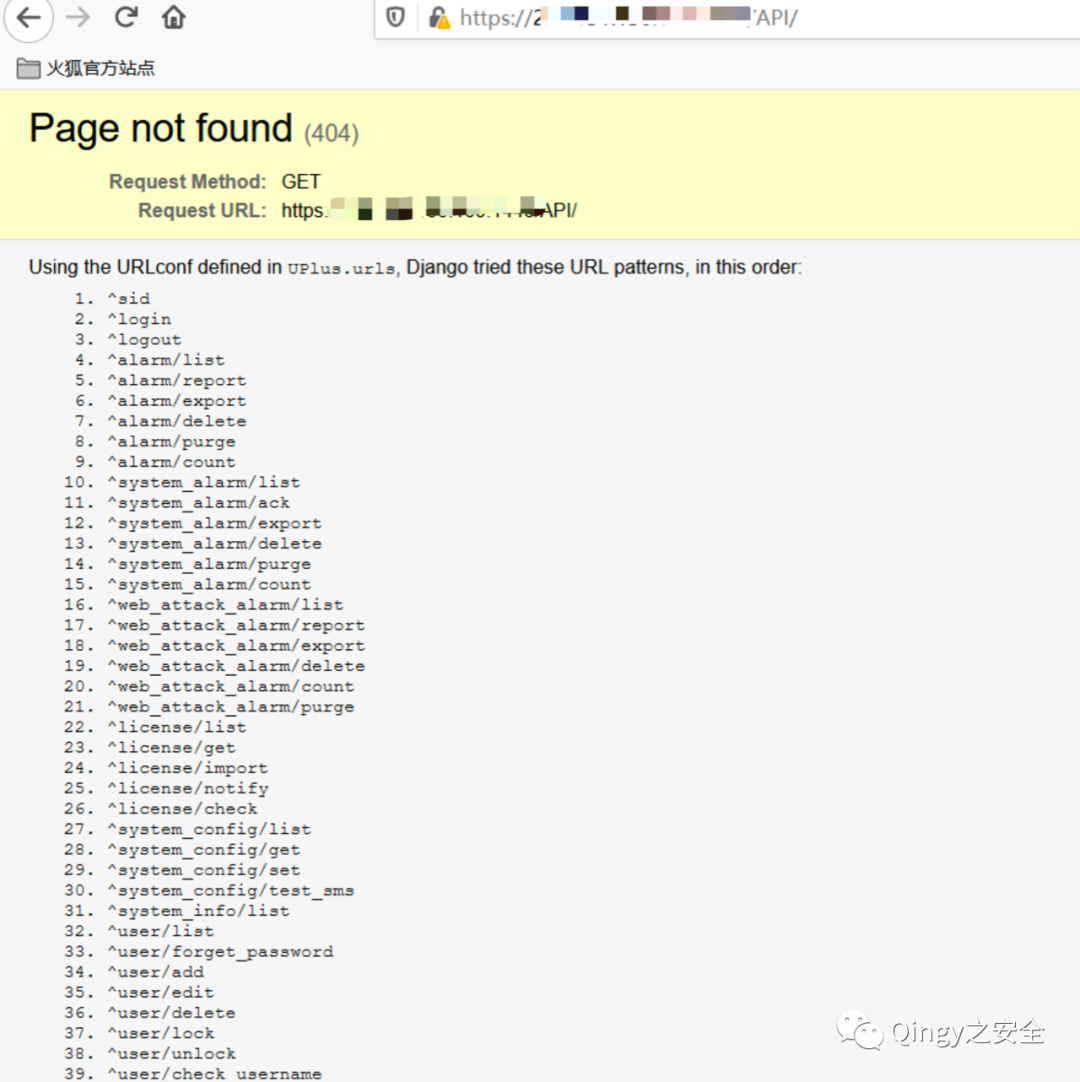 https://2 API/
火狐官方站点
Page not found (404)
Request Method: GET
Request URL: https: API/
Using the URLconf defined in UPlus.urls, Django tried these URL patterns, in this order:
1. ^sid
2. ^login
3. ^logout
4. ^alarm/list
5. ^alarm/report
6. ^alarm/export
7. ^alarm/delete
8. ^alarm/purge
9. ^alarm/count
10. ^system_alarm/list
11. ^system_alarm/ack
12. ^system_alarm/export
13. ^system_alarm/delete
14. ^system_alarm/purge
15. ^system_alarm/count
16. ^web_attack_alarm/list
17. ^web_attack_alarm/report
18. ^web_attack_alarm/export
19. ^web_attack_alarm/delete
20. ^web_attack_alarm/count
21. ^web_attack_alarm/purge
22. ^license/list
23. ^license/get
24. ^license/import
25. ^license/notify
26. ^license/check
27. ^system_config/list
28. ^system_config/get
29. ^system_config/set
30. ^system_config/test_sms
31. ^system_info/list
32. ^user/list
33. ^user/forget_password
34. ^user/add
35. ^user/edit
36. ^user/delete
37. ^user/lock
38. ^user/unlock
39. ^user/check_username
Qingy之安全